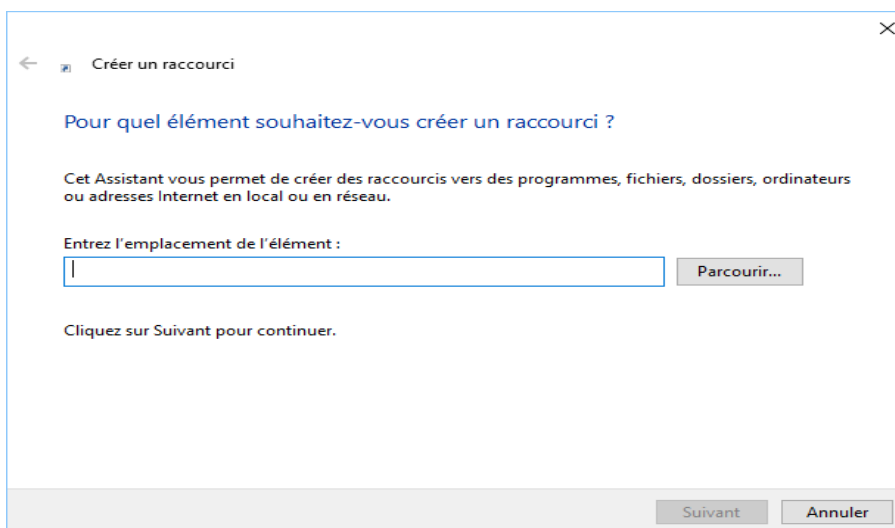 Créer un raccourci
Pour quel élément souhaitez-vous créer un raccourci ?
Cet Assistant vous permet de créer des raccourcis vers des programmes, fichiers, dossiers, ordinateurs
ou adresses Internet en local ou en réseau.
Entrez l'emplacement de l'élément :
Parcourir...
Cliquez sur Suivant pour continuer.
Suivant
Annuler